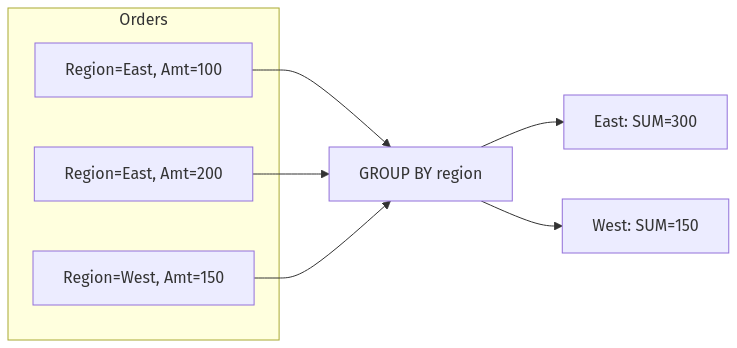 Orders
Region=East, Amt=100
Region=East, Amt=200
Region=West, Amt=150
GROUP BY region
East: SUM=300
West: SUM=150